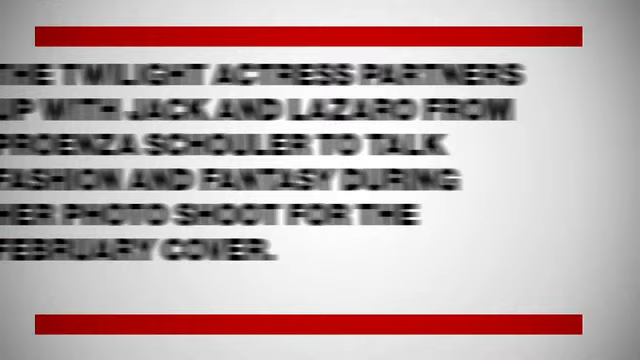 THE TWILIGHT ACTRESS PARTNERS
UP WITH JACK AND LAZARO FROM
PROENZA SCHOULER TO TALK
FASHION AND FANTASY DURING
HER PHOTO SHOOT FOR THE
FEBRUARY COVER.